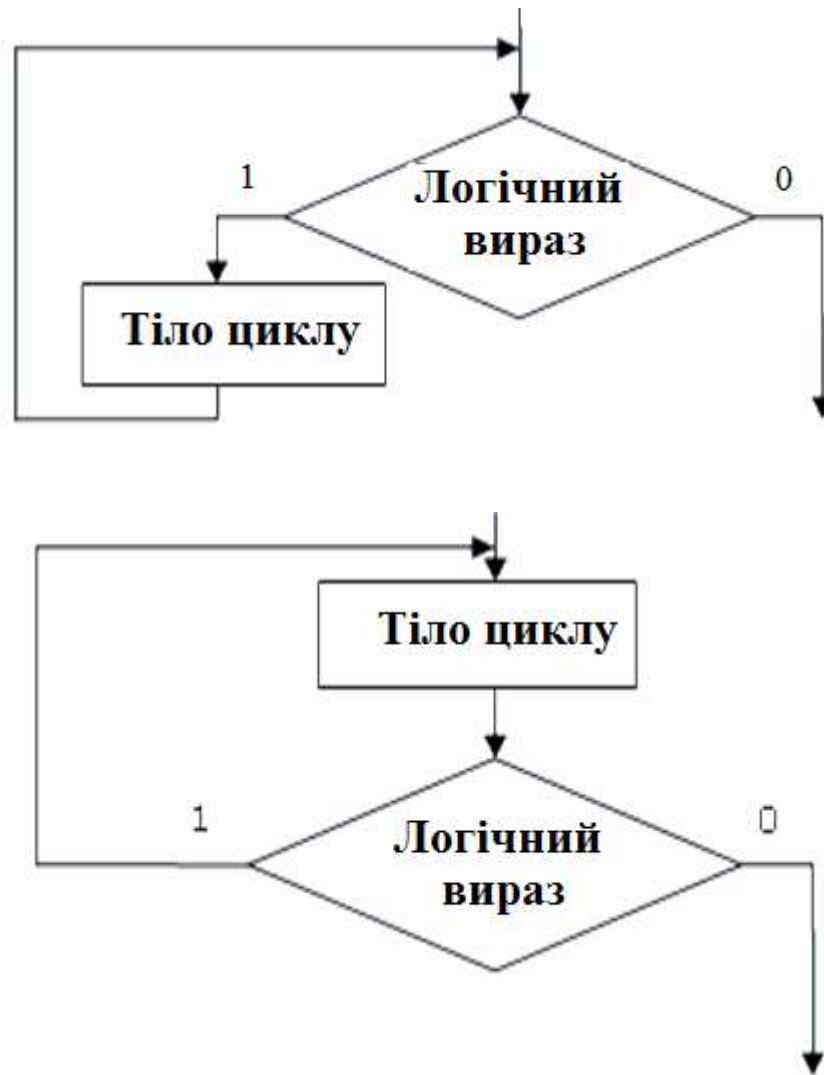 1
0
Логічний
вираз
Тіло циклу
Тіло циклу
1
0
Логічний
вираз